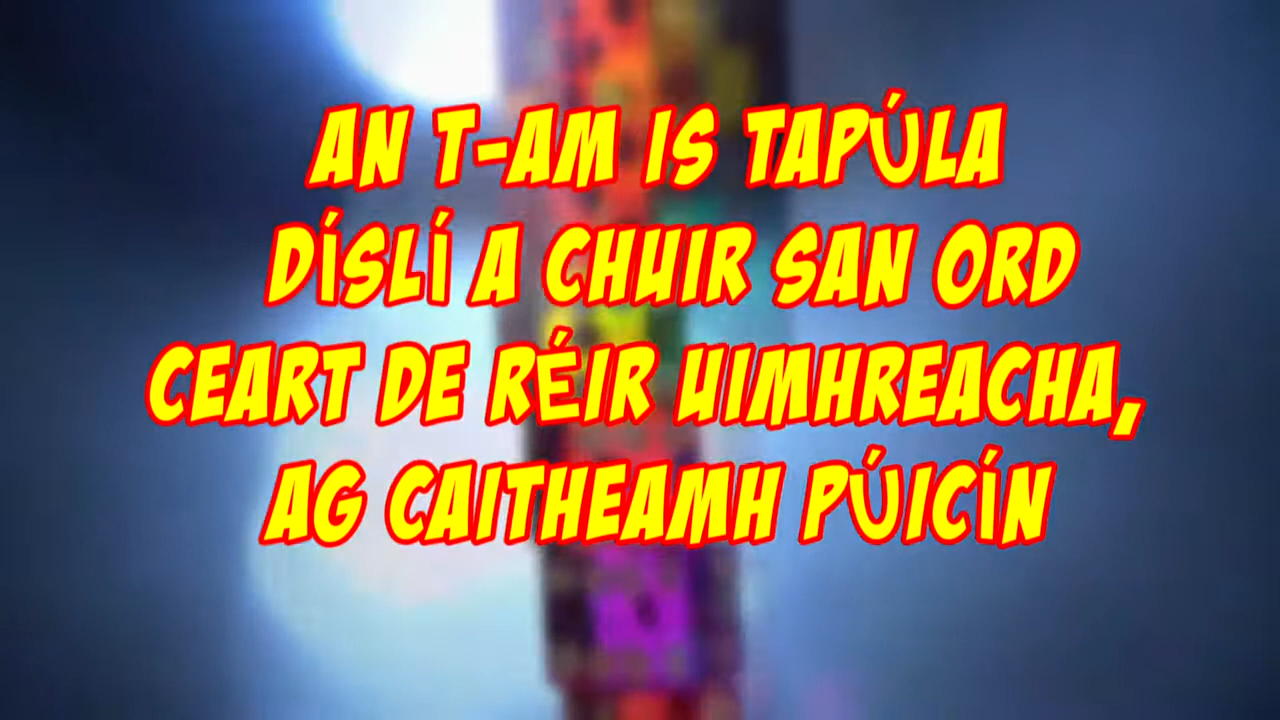 AN T-AM IS TAPÚLA
DÍSLÍ A CHUIR SAN ORD
CEART DE RÉIR UIMHREACHA,
AG CAITHEAMH PÚICÍN